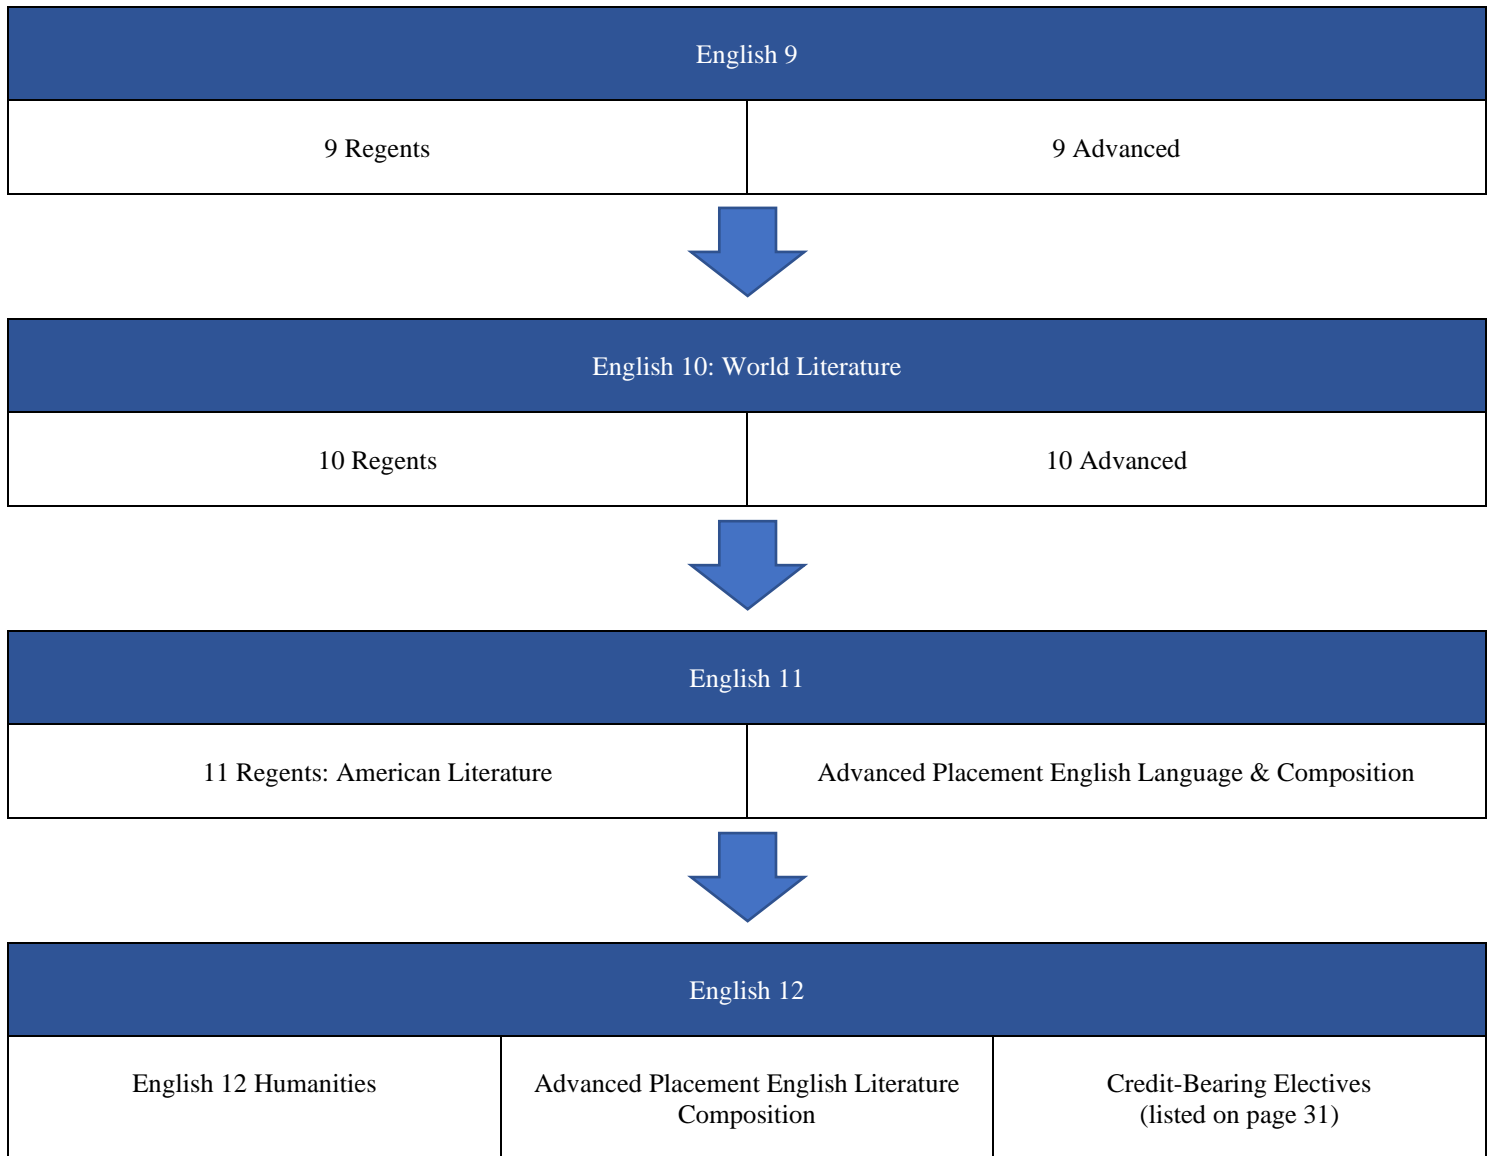 English 9
9 Regents
9 Advanced
English 10: World Literature
10 Regents
10 Advanced
English 11
11 Regents: American Literature
Advanced Placement English Language & Composition
English 12
English 12 Humanities
Advanced Placement English Literature
Composition
Credit-Bearing Electives
(listed on page 31)